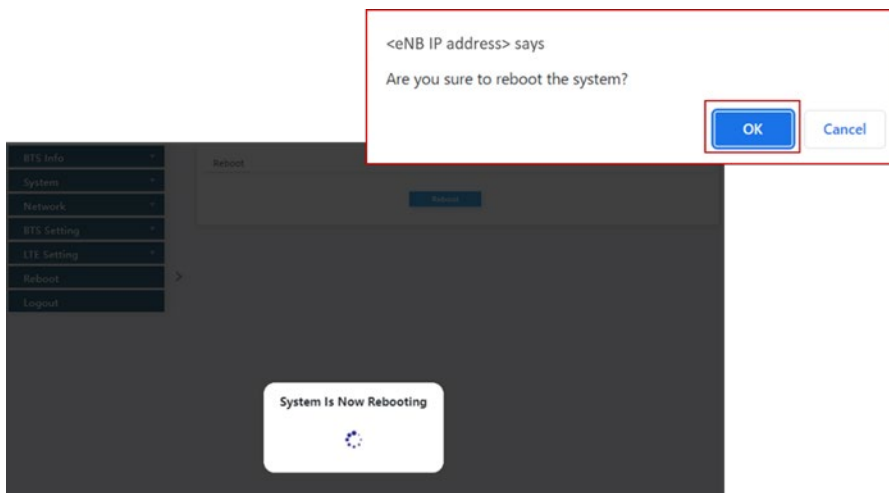 <eNB IP address> says
Are you sure to reboot the system?
OK
Cancel
BTS Info
System
Network
BTS Setting
LTE Setting
Reboot
Logout
Reboot
Reboot
System Is Now Rebooting